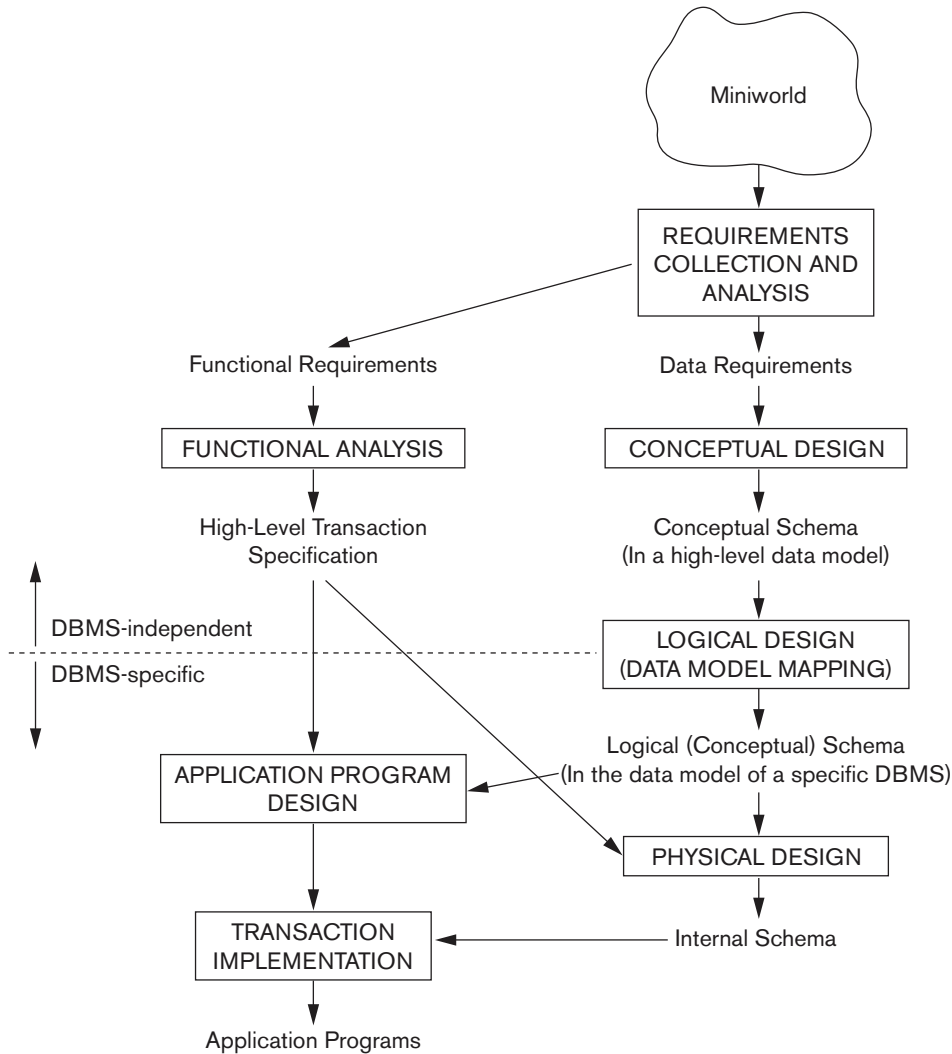 Miniworld
REQUIREMENTS
COLLECTION AND
ANALYSIS
Functional Requirements
Data Requirements
FUNCTIONAL ANALYSIS
CONCEPTUAL DESIGN
High-Level Transaction
Specification
Conceptual Schema
(In a high-level data model)
DBMS-independent
DBMS-specific
LOGICAL DESIGN
(DATA MODEL MAPPING)
Logical (Conceptual) Schema
(In the data model of a specific DBMS)
APPLICATION PROGRAM
DESIGN
PHYSICAL DESIGN
TRANSACTION
IMPLEMENTATION
Internal Schema
Application Programs